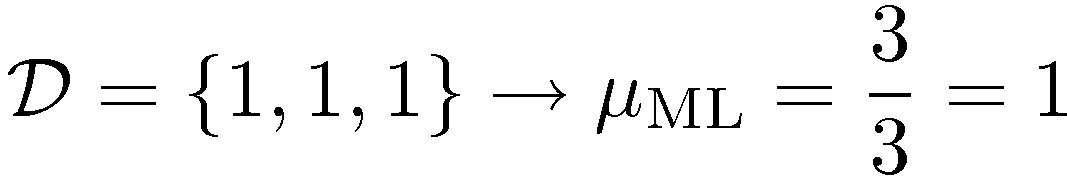 𝒟 = {1, 1, 1} → μ_ML = 3/3 = 1